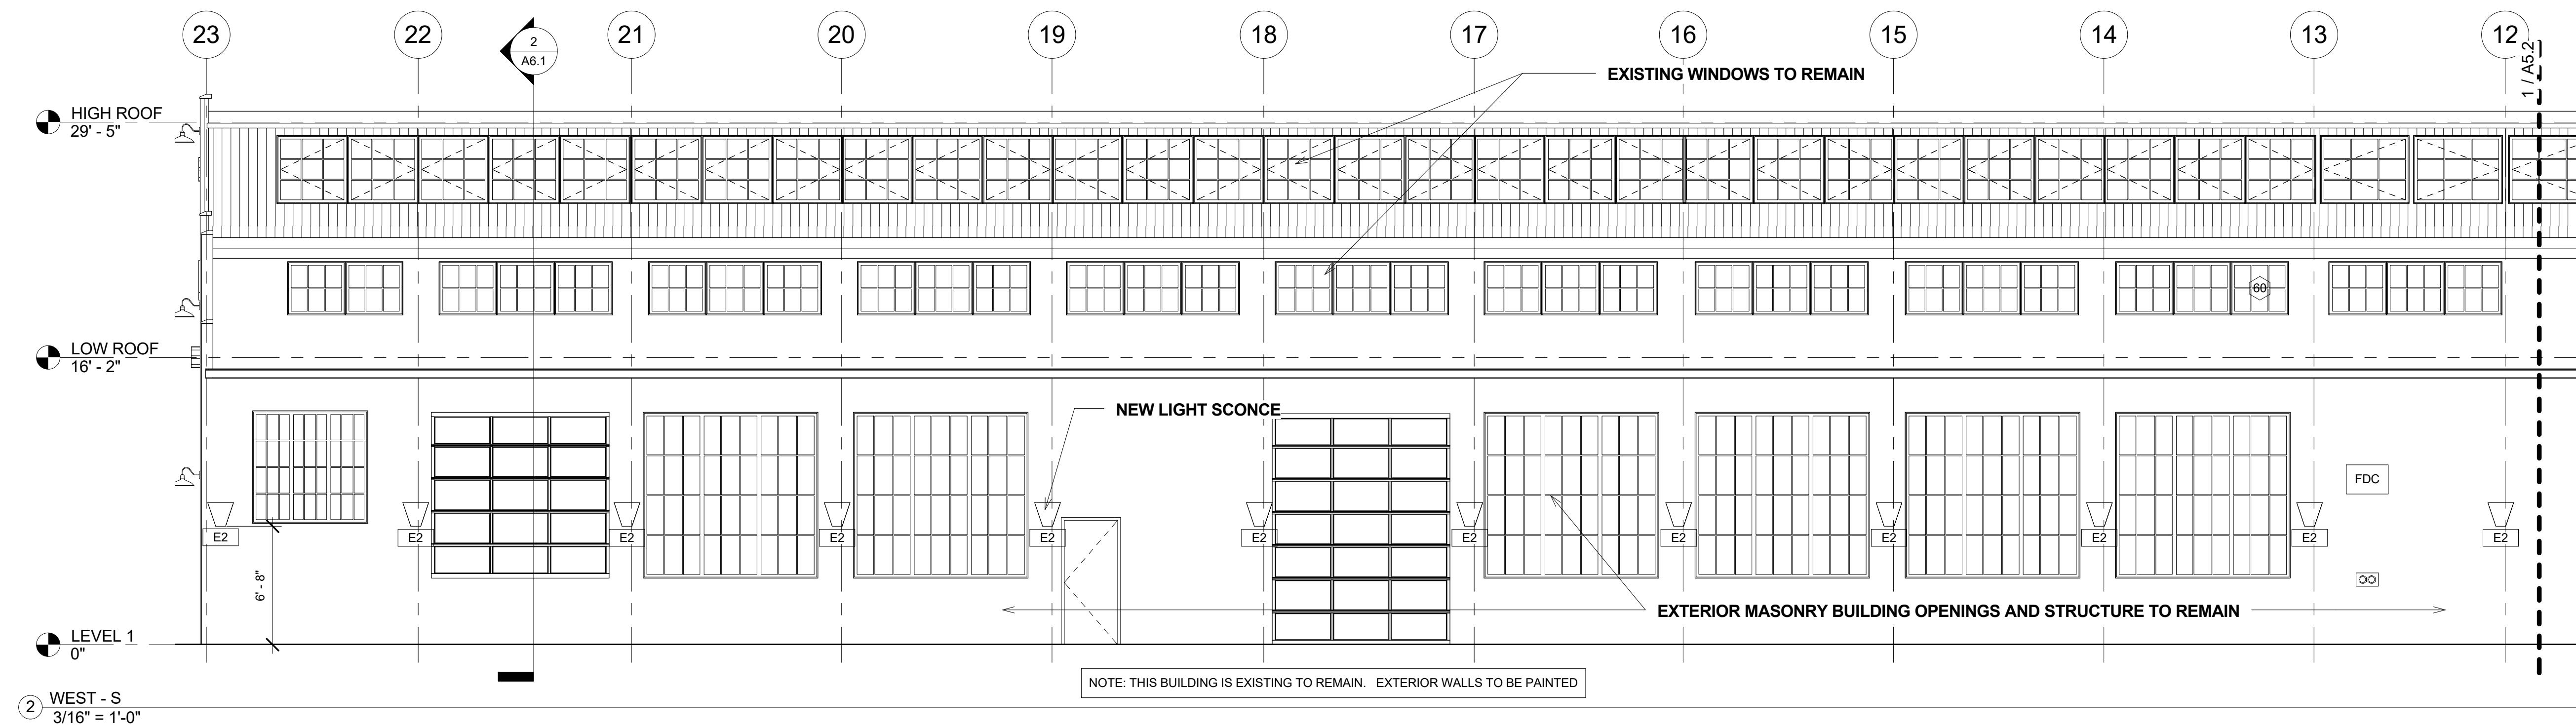 23 22 21 20 19 18 17 16 15 14 13 12
2
A6.1
1 / A5.2
EXISTING WINDOWS TO REMAIN
HIGH ROOF
29' - 5"
60
LOW ROOF
16' - 2"
NEW LIGHT SCONCE
FDC
E2 E2 E2 E2 E2 E2 E2 E2 E2 E2 E2 E2
6' - 8"
EXTERIOR MASONRY BUILDING OPENINGS AND STRUCTURE TO REMAIN
LEVEL 1
0"
NOTE: THIS BUILDING IS EXISTING TO REMAIN. EXTERIOR WALLS TO BE PAINTED
2
WEST - S
3/16" = 1'-0"